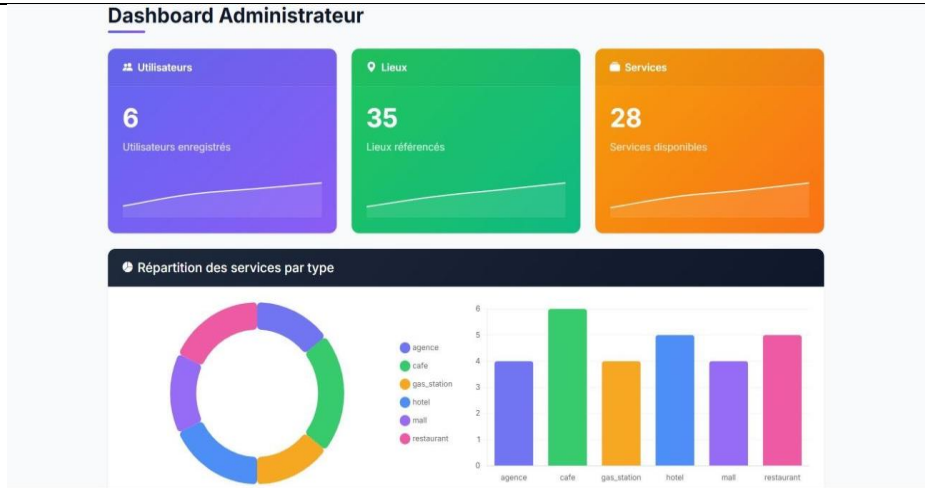 Dashboard Administrateur
Utilisateurs
6
Utilisateurs enregistrés
Lieux
35
Lieux référencés
Services
28
Services disponibles
Répartition des services par type
agence
cafe
gas_station
hotel
mall
restaurant
6
5
4
3
2
1
0
agence cafe gas_station hotel mall restaurant